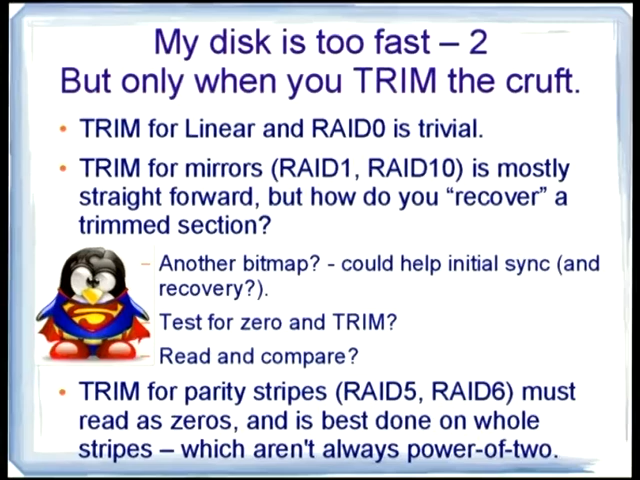 My disk is too fast – 2
But only when you TRIM the cruft.
• TRIM for Linear and RAID0 is trivial.
• TRIM for mirrors (RAID1, RAID10) is mostly
straight forward, but how do you “recover” a
trimmed section?
– Another bitmap? - could help initial sync (and
recovery?).
Test for zero and TRIM?
– Read and compare?
• TRIM for parity stripes (RAID5, RAID6) must
read as zeros, and is best done on whole
stripes – which aren't always power-of-two.